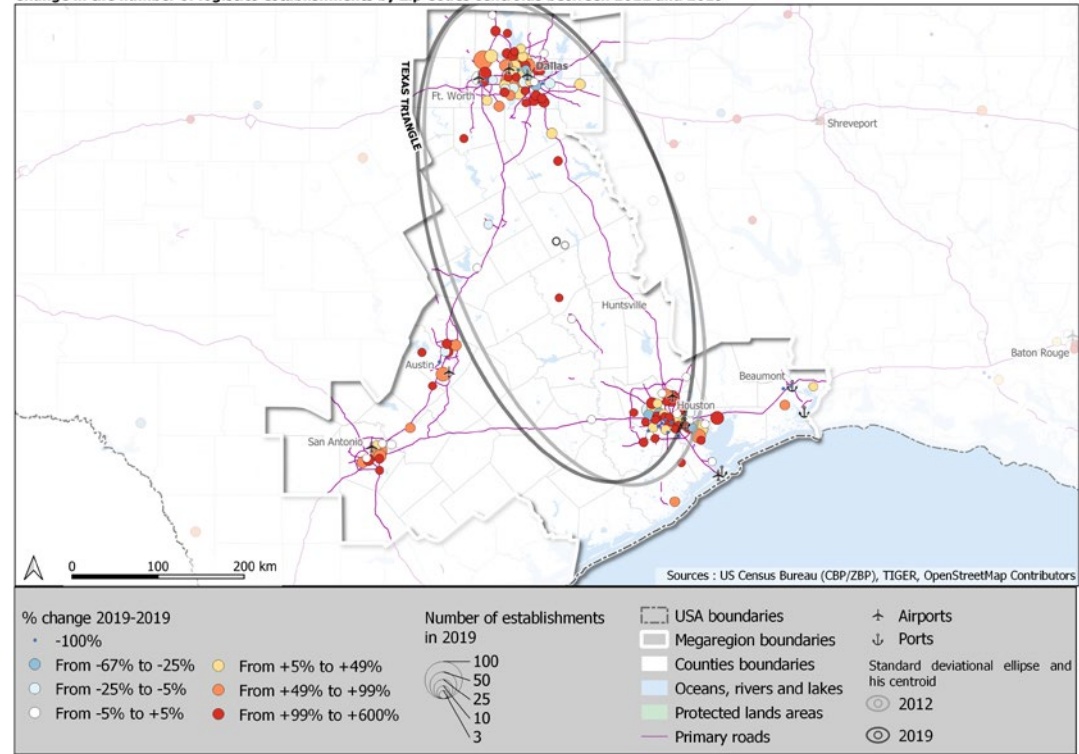 TEXAS TRIANGLE
Dallas
Ft. Worth
Shreveport
Huntsville
Austin
Beaumont
Baton Rouge
Houston
San Antonio
0 100 200 km
Sources : US Census Bureau (CBP/ZBP), TIGER, OpenStreetMap Contributors
% change 2019-2019
-100%
From -67% to -25%
From -25% to -5%
From -5% to +5%
From +5% to +49%
From +49% to +99%
From +99% to +600%
Number of establishments
in 2019
100
50
25
10
3
USA boundaries
Megaregion boundaries
Counties boundaries
Oceans, rivers and lakes
Protected lands areas
Primary roads
Airports
Ports
Standard deviational ellipse and
his centroid
2012
2019